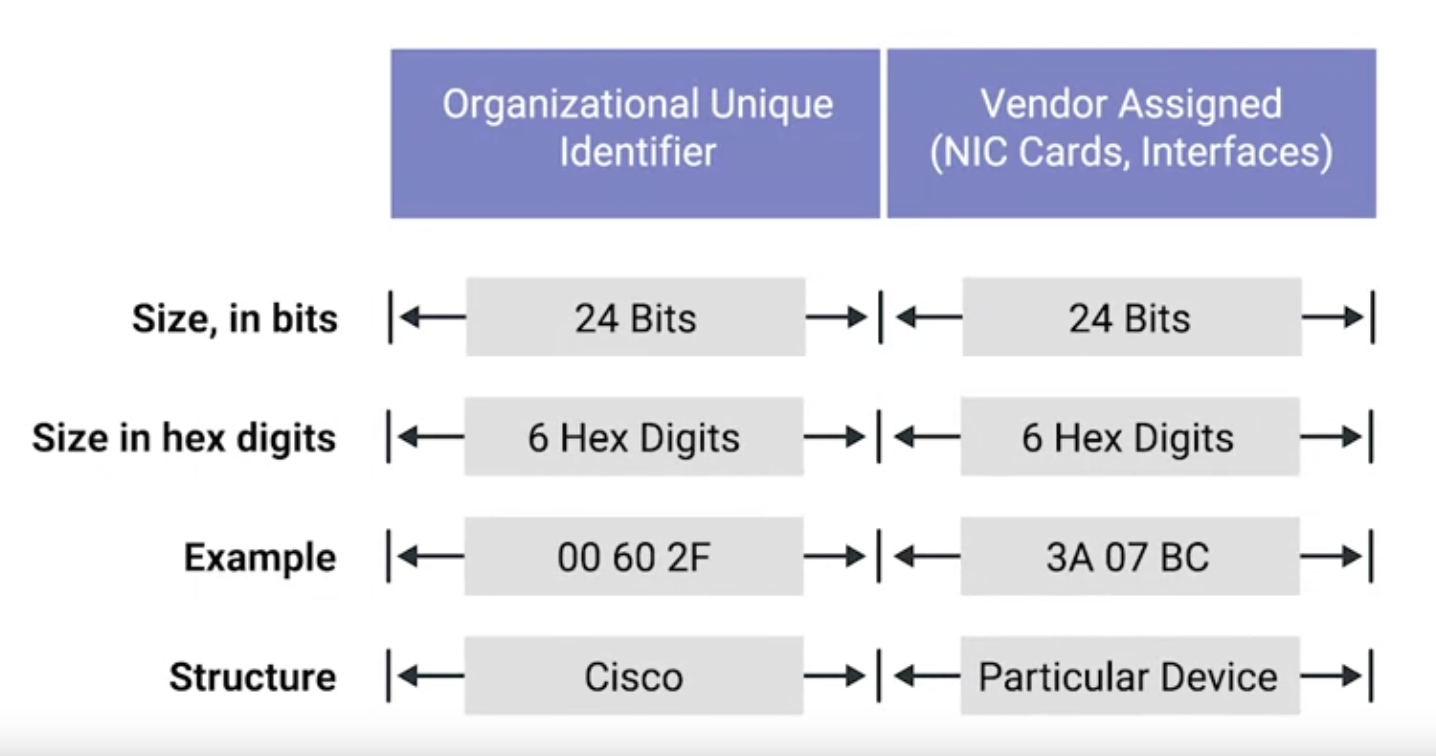 Organizational Unique
Identifier
Vendor Assigned
(NIC Cards, Interfaces)
Size, in bits
24 Bits
24 Bits
Size in hex digits
6 Hex Digits
6 Hex Digits
Example
00 60 2F
3A 07 BC
Structure
Cisco
Particular Device